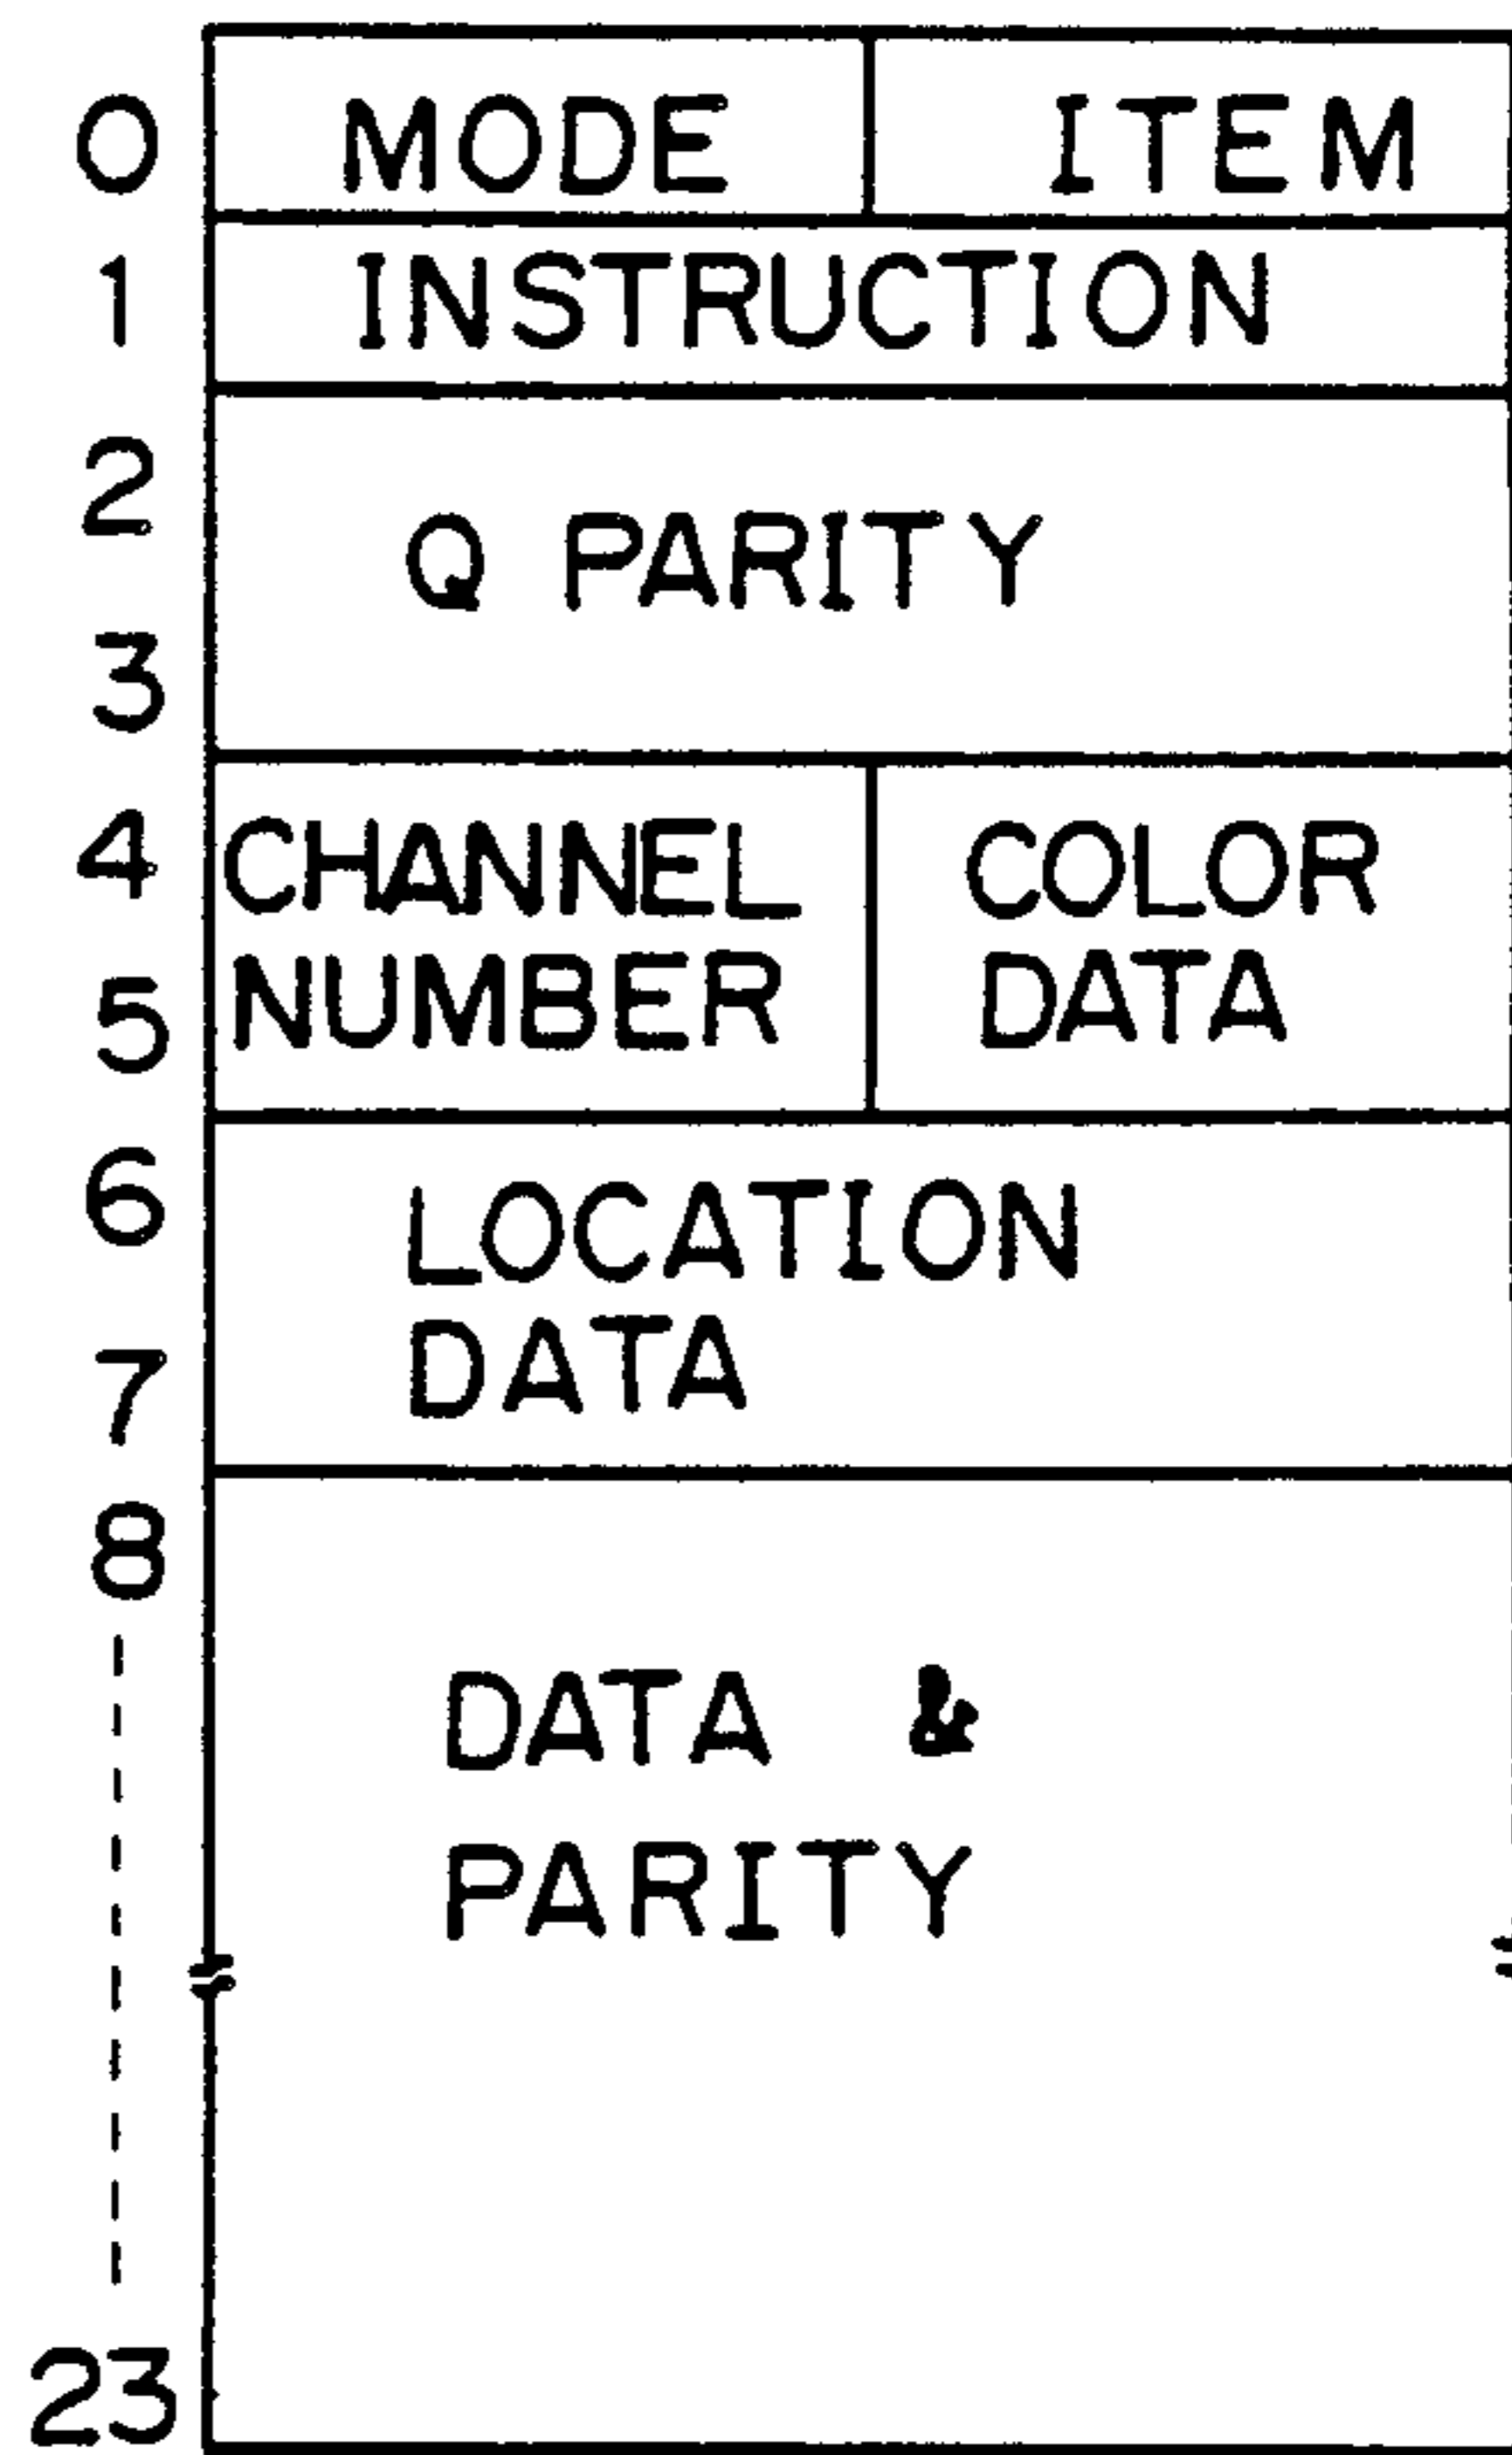 0 MODE ITEM
1 INSTRUCTION
2
Q PARITY
3
4 CHANNEL COLOR
5 NUMBER DATA
6 LOCATION
7 DATA
8
DATA &
PARITY
23